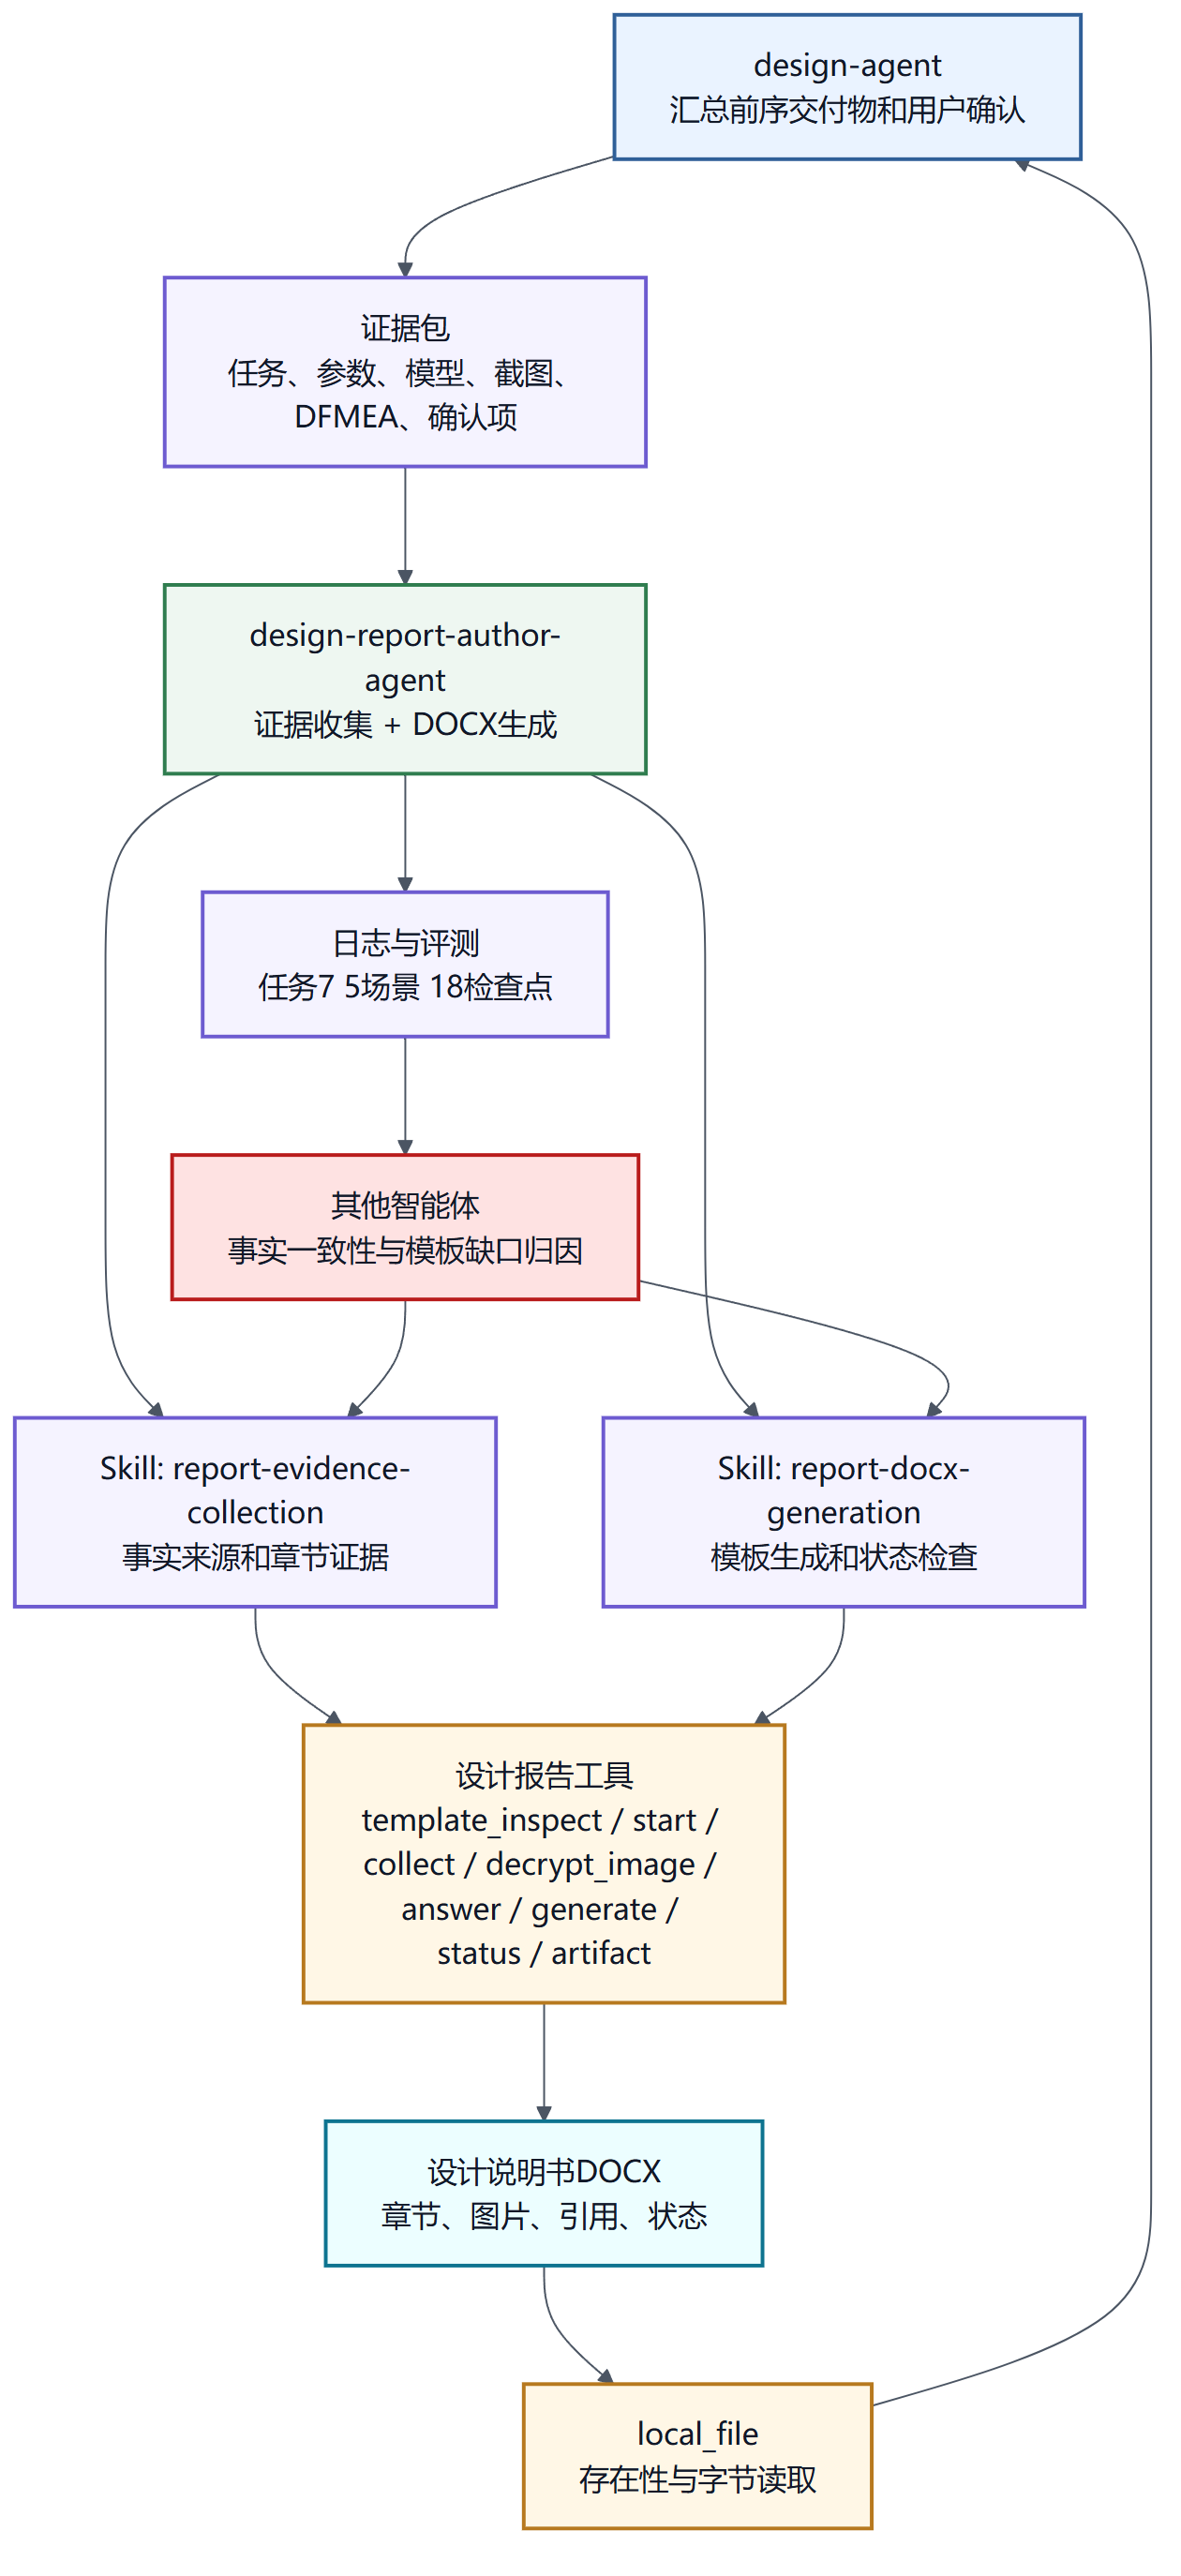 design-agent
汇总前序交付物和用户确认
证据包
任务、参数、模型、截图、
DFMEA、确认项
design-report-author-
agent
证据收集 + DOCX生成
日志与评测
任务7 5场景 18检查点
其他智能体
事实一致性与模板缺口归因
Skill: report-evidence-
collection
事实来源和章节证据
Skill: report-docx-
generation
模板生成和状态检查
设计报告工具
template_inspect / start /
collect / decrypt_image /
answer / generate /
status / artifact
设计说明书DOCX
章节、图片、引用、状态
local_file
存在性与字节读取